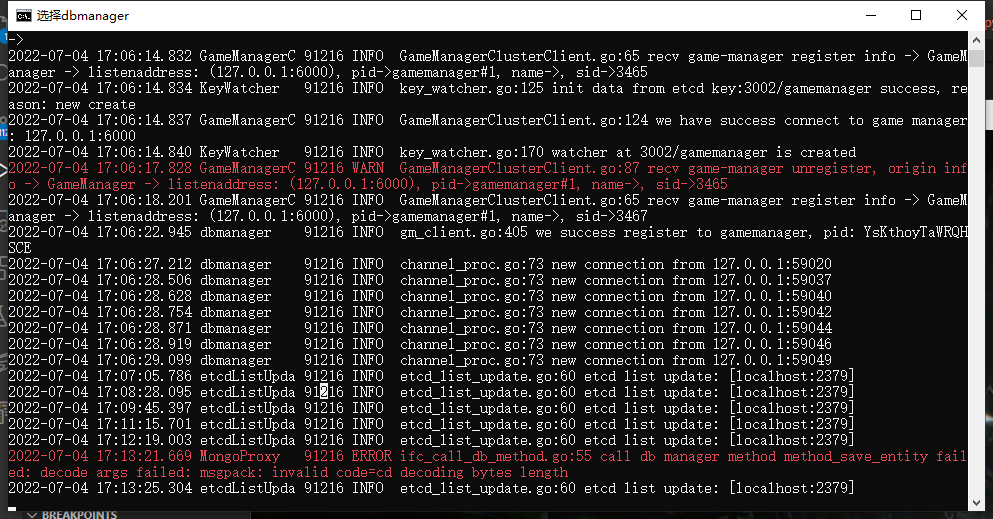 选择dbmanager
->
2022-07-04 17:06:14.832 GameManagerC 91216 INFO  GameManagerClusterClient.go:65 recv game-manager register info -> GameM
anager -> listenaddress: (127.0.0.1:6000), pid->gamemanager#1, name->, sid->3465
2022-07-04 17:06:14.834 KeyWatcher   91216 INFO  key_watcher.go:125 init data from etcd key:3002/gamemanager success, re
ason: new create
2022-07-04 17:06:14.837 GameManagerC 91216 INFO  GameManagerClusterClient.go:124 we have success connect to game manager
: 127.0.0.1:6000
2022-07-04 17:06:14.840 KeyWatcher   91216 INFO  key_watcher.go:170 watcher at 3002/gamemanager is created
2022-07-04 17:06:17.828 GameManagerC 91216 WARN  GameManagerClusterClient.go:87 recv game-manager unregister, origin inf
o -> GameManager -> listenaddress: (127.0.0.1:6000), pid->gamemanager#1, name->, sid->3465
2022-07-04 17:06:18.201 GameManagerC 91216 INFO  GameManagerClusterClient.go:65 recv game-manager register info -> GameM
anager -> listenaddress: (127.0.0.1:6000), pid->gamemanager#1, name->, sid->3467
2022-07-04 17:06:22.945 dbmanager    91216 INFO  gm_client.go:405 we success register to gamemanager, pid: YsKthoyTaWRQH
SCE
2022-07-04 17:06:27.212 dbmanager    91216 INFO  channel_proc.go:73 new connection from 127.0.0.1:59020
2022-07-04 17:06:28.506 dbmanager    91216 INFO  channel_proc.go:73 new connection from 127.0.0.1:59037
2022-07-04 17:06:28.628 dbmanager    91216 INFO  channel_proc.go:73 new connection from 127.0.0.1:59040
2022-07-04 17:06:28.754 dbmanager    91216 INFO  channel_proc.go:73 new connection from 127.0.0.1:59042
2022-07-04 17:06:28.871 dbmanager    91216 INFO  channel_proc.go:73 new connection from 127.0.0.1:59044
2022-07-04 17:06:28.919 dbmanager    91216 INFO  channel_proc.go:73 new connection from 127.0.0.1:59046
2022-07-04 17:06:29.099 dbmanager    91216 INFO  channel_proc.go:73 new connection from 127.0.0.1:59049
2022-07-04 17:07:05.786 etcdListUpda 91216 INFO  etcd_list_update.go:60 etcd list update: [localhost:2379]
2022-07-04 17:08:28.095 etcdListUpda 91216 INFO  etcd_list_update.go:60 etcd list update: [localhost:2379]
2022-07-04 17:09:45.397 etcdListUpda 91216 INFO  etcd_list_update.go:60 etcd list update: [localhost:2379]
2022-07-04 17:11:15.701 etcdListUpda 91216 INFO  etcd_list_update.go:60 etcd list update: [localhost:2379]
2022-07-04 17:12:19.003 etcdListUpda 91216 INFO  etcd_list_update.go:60 etcd list update: [localhost:2379]
2022-07-04 17:13:21.669 MongoProxy   91216 ERROR ifc_call_db_method.go:55 call db manager method method_save_entity fail
ed: decode args failed: msgpack: invalid code=cd decoding bytes length
2022-07-04 17:13:25.304 etcdListUpda 91216 INFO  etcd_list_update.go:60 etcd list update: [localhost:2379]
BREAKPOINTS